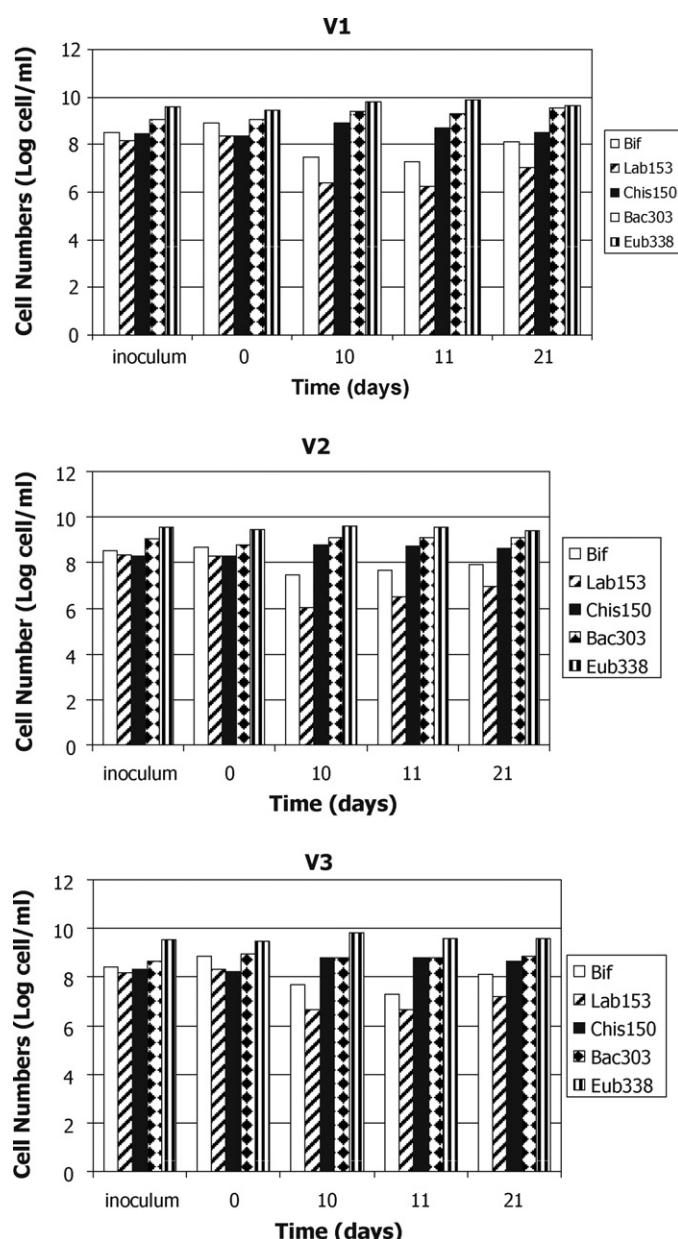 V1
Cell Numbers (Log cell/ml)
12
10
8
6
4
2
0
inoculum 0 10 11 21
Time (days)
Bif
Lab153
Chis150
Bac303
Eub338
V2
Cell Number (Log cell/ml)
12
10
8
6
4
2
0
inoculum 0 10 11 21
Time (days)
Bif
Lab153
Chis150
Bac303
Eub338
V3
Cell Numbers (Log cell/ml)
12
10
8
6
4
2
0
inoculum 0 10 11 21
Time (days)
Bif
Lab153
Chis150
Bac303
Eub338